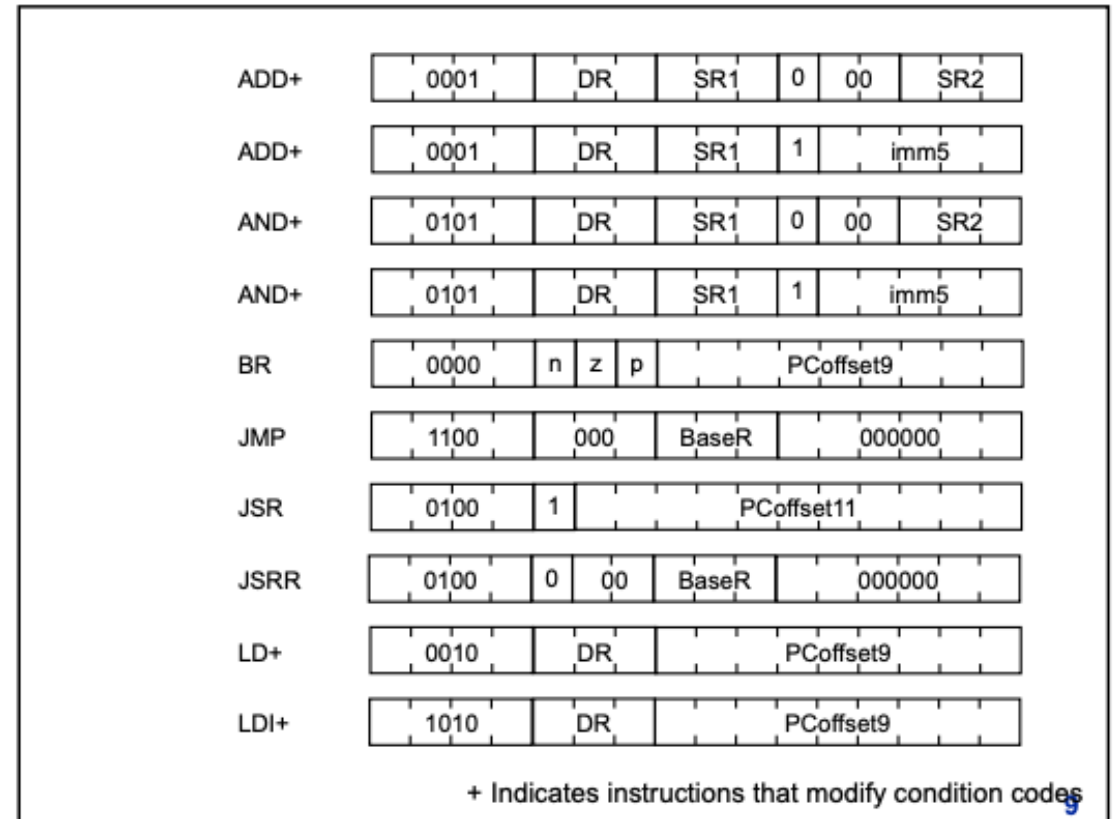 ADD+ 0001 DR SR1 0 00 SR2
ADD+ 0001 DR SR1 1 imm5
AND+ 0101 DR SR1 0 00 SR2
AND+ 0101 DR SR1 1 imm5
BR 0000 n z p PCoffset9
JMP 1100 000 BaseR 000000
JSR 0100 1 PCoffset11
JSRR 0100 0 00 BaseR 000000
LD+ 0010 DR PCoffset9
LDI+ 1010 DR PCoffset9
+ Indicates instructions that modify condition codes
9